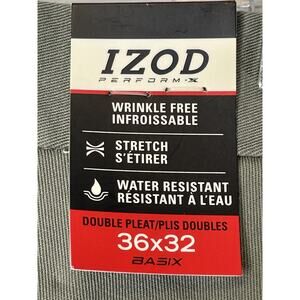 IZOD
PERFORM-X
WRINKLE FREE
INFROISSABLE
STRETCH
S'ÉTIRER
WATER RESISTANT
RÉSISTANT À L'EAU
DOUBLE PLEAT/PLIS DOUBLES
36x32
BASIX